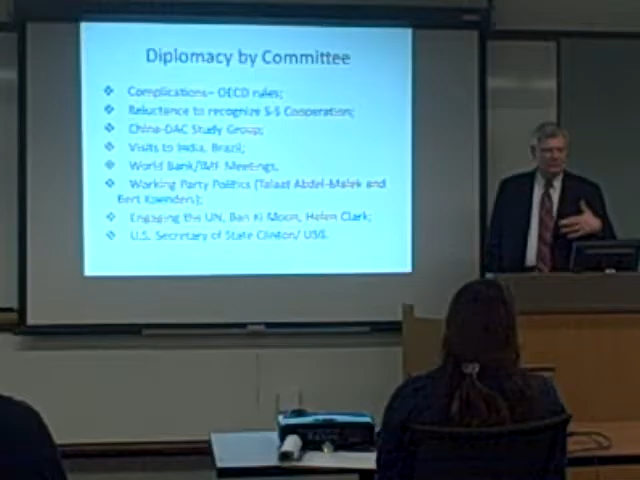 Diplomacy by Committee
❖ Complications– OECD rules;
❖ Reluctance to recognize S-S Cooperation;
❖ China-DAC Study Group;
❖ Visits to India, Brazil;
❖ World Bank/IMF Meetings.
❖ Working Party Politics (Talaat Abdel-Malek and
Bert Koenders);
❖ Engaging the UN, Ban Ki Moon, Helen Clark;
❖ U.S. Secretary of State Clinton/